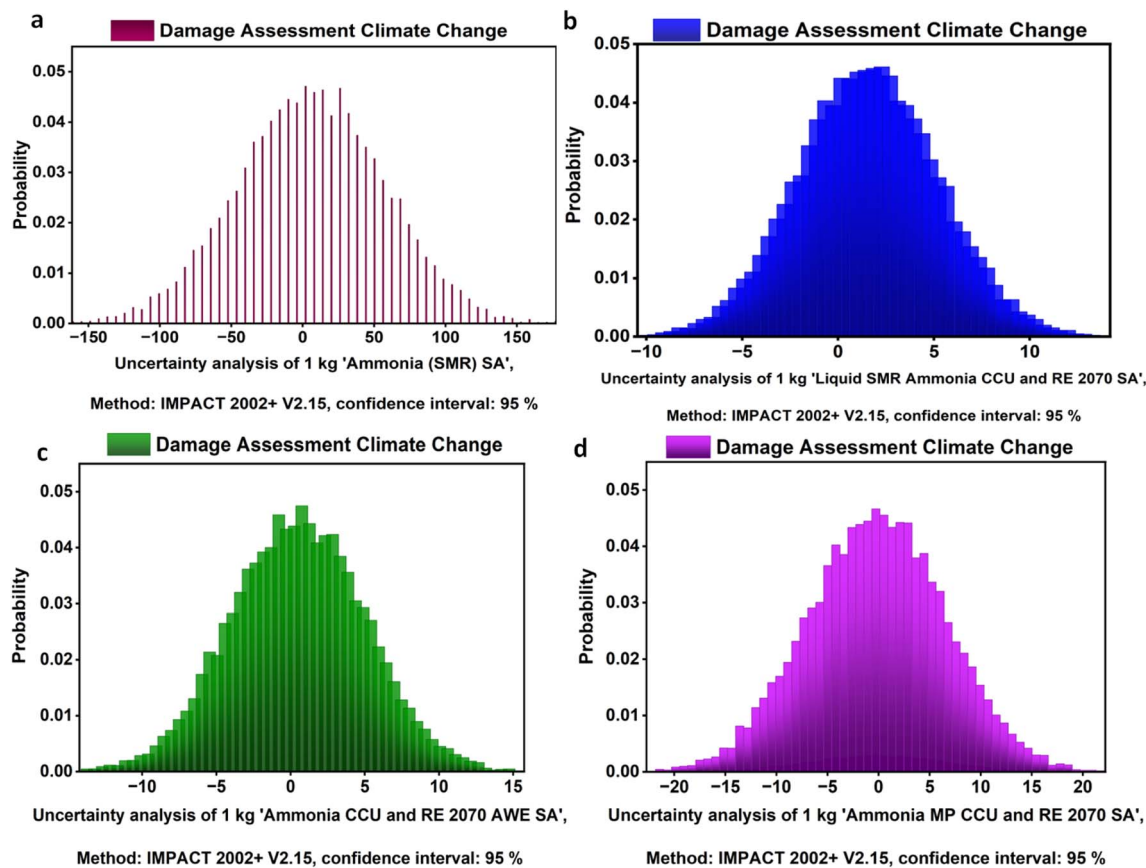 a
Damage Assessment Climate Change
0.05
0.04
0.03
0.02
0.01
0.00
Probability
−150 −100 −50 0 50 100 150
Uncertainty analysis of 1 kg 'Ammonia (SMR) SA',
Method: IMPACT 2002+ V2.15, confidence interval: 95 %
b
Damage Assessment Climate Change
0.05
0.04
0.03
0.02
0.01
0.00
Probability
−10 −5 0 5 10
Uncertainty analysis of 1 kg 'Liquid SMR Ammonia CCU and RE 2070 SA',
Method: IMPACT 2002+ V2.15, confidence interval: 95 %
c
Damage Assessment Climate Change
0.05
0.04
0.03
0.02
0.01
0.00
Probability
−10 −5 0 5 10 15
Uncertainty analysis of 1 kg 'Ammonia CCU and RE 2070 AWE SA',
Method: IMPACT 2002+ V2.15, confidence interval: 95 %
d
Damage Assessment Climate Change
0.05
0.04
0.03
0.02
0.01
0.00
Probability
−20 −15 −10 −5 0 5 10 15 20
Uncertainty analysis of 1 kg 'Ammonia MP CCU and RE 2070 SA',
Method: IMPACT 2002+ V2.15, confidence interval: 95 %